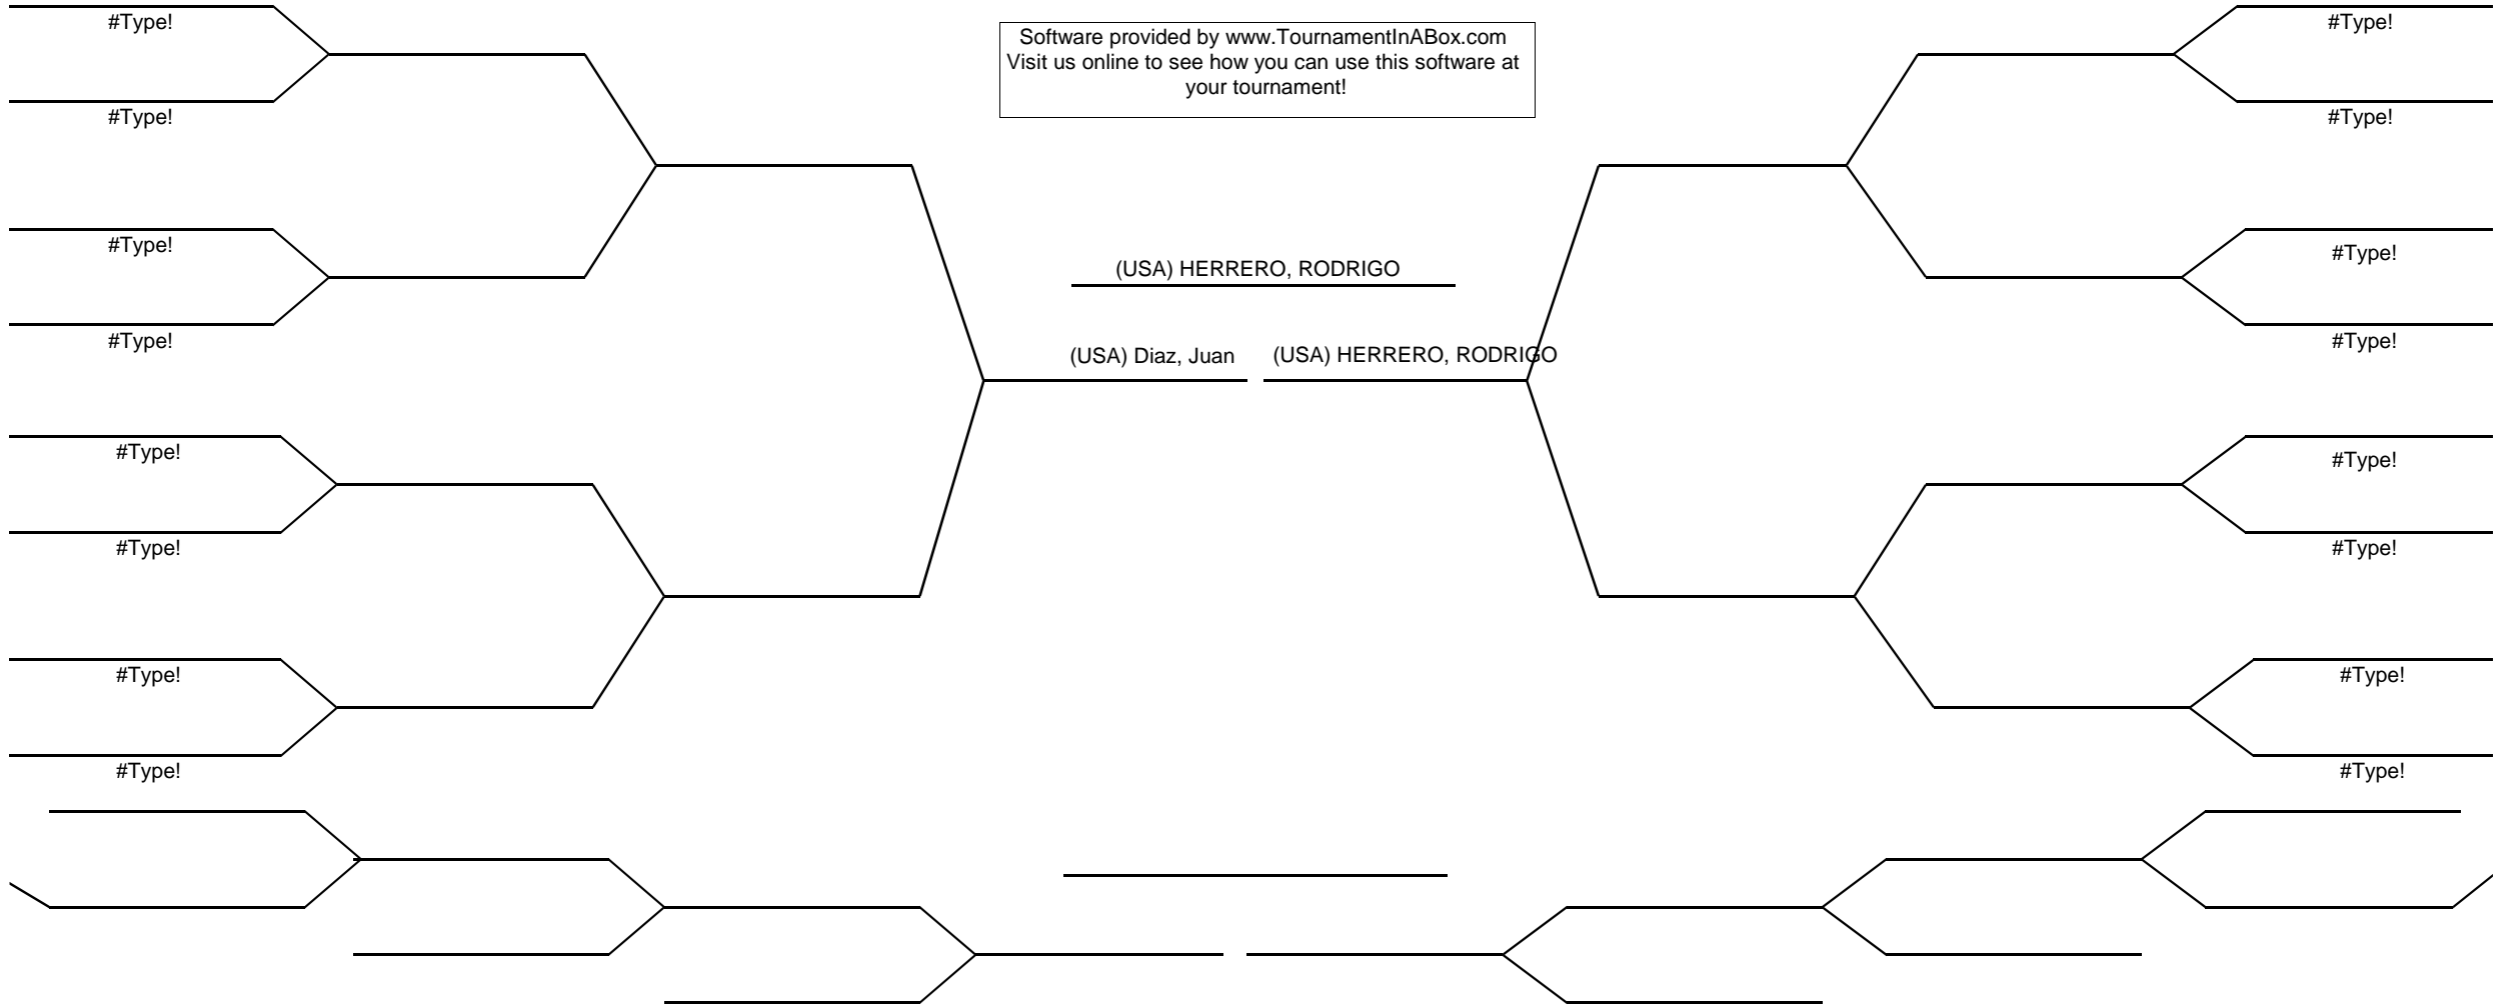 #Type!
Software provided by www.TournamentInABox.com
Visit us online to see how you can use this software at
your tournament!
#Type!
#Type!
#Type!
#Type!
#Type!
(USA) HERRERO, RODRIGO
#Type!
#Type!
(USA) Diaz, Juan
(USA) HERRERO, RODRIGO
#Type!
#Type!
#Type!
#Type!
#Type!
#Type!
#Type!
#Type!
#Type!